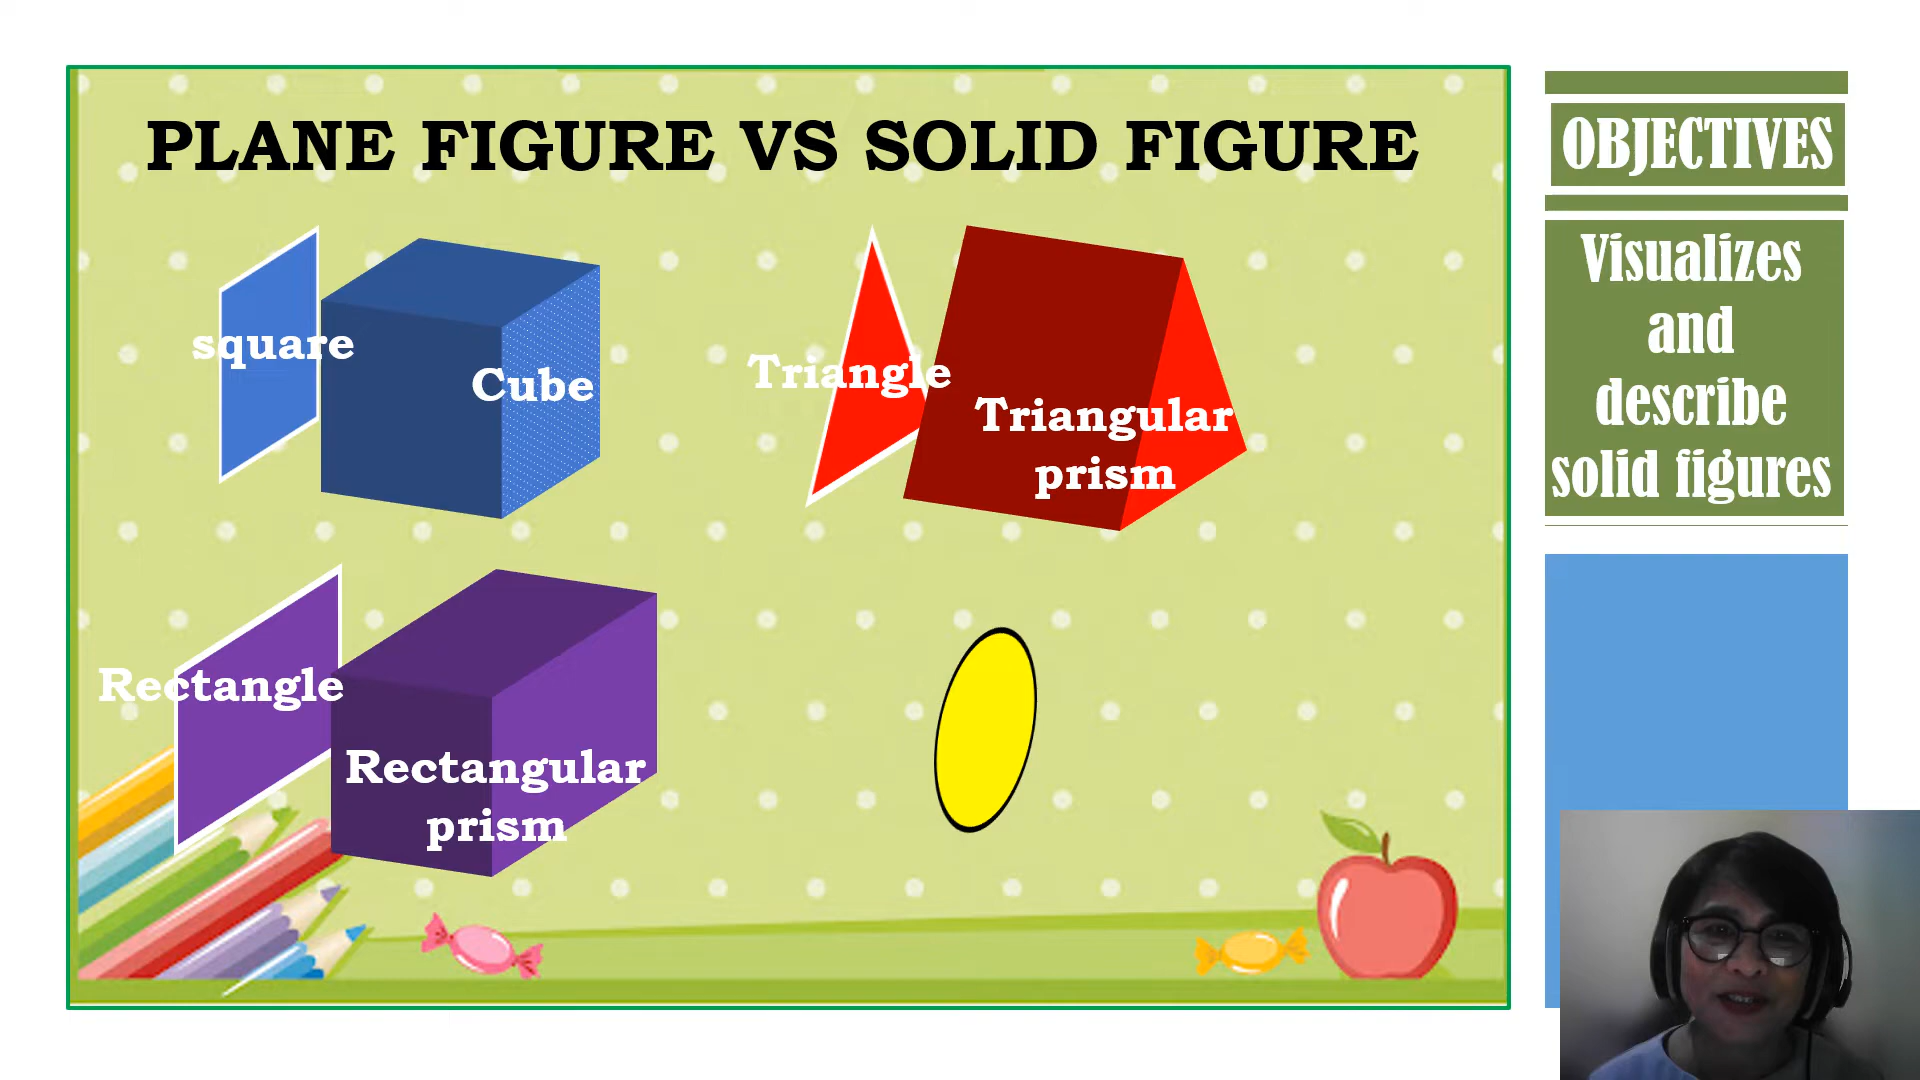 PLANE FIGURE VS SOLID FIGURE
square
Cube
Triangle
Triangular
prism
Rectangle
Rectangular
prism
OBJECTIVES
Visualizes
and
describe
solid figures